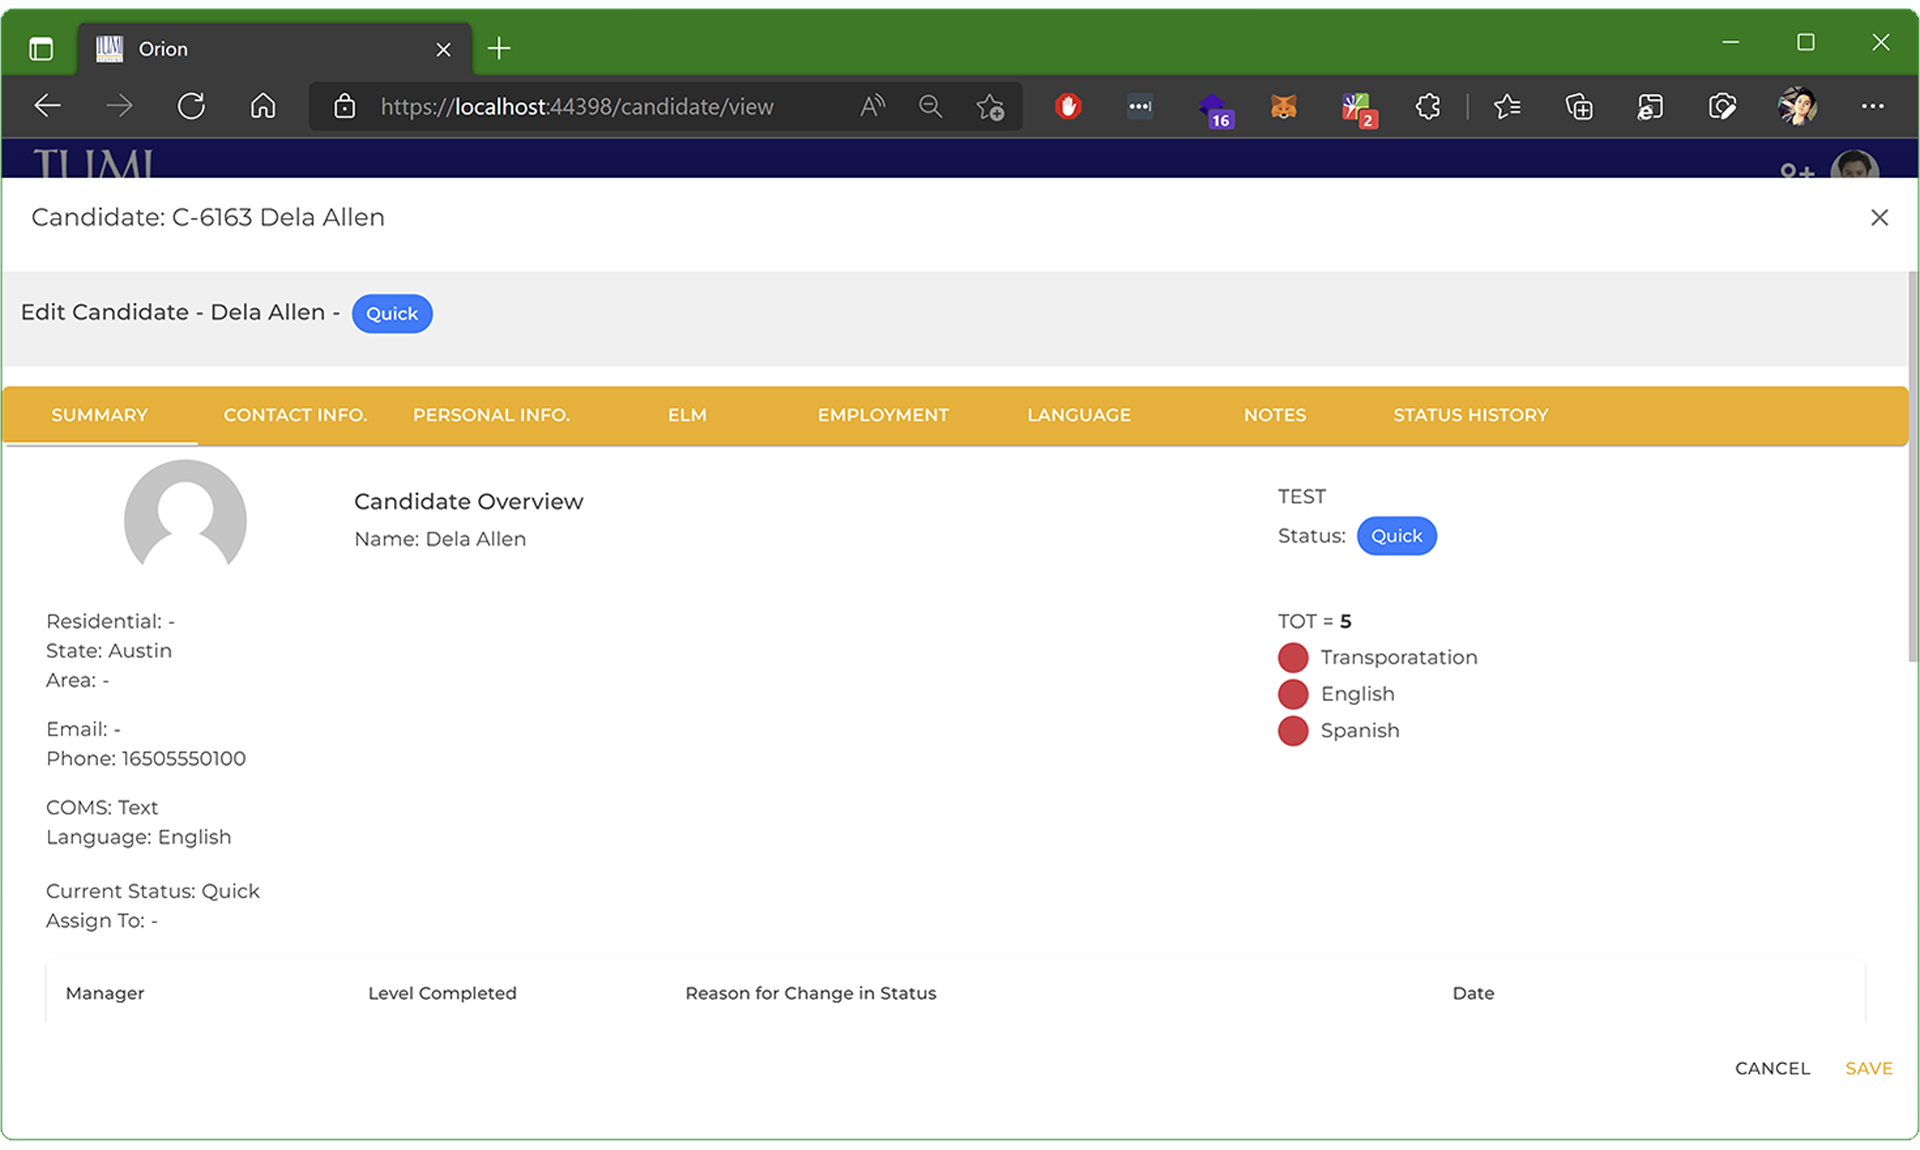 Orion
https://localhost:44398/candidate/view
16
2
TUMI
Candidate: C-6163 Dela Allen
Edit Candidate - Dela Allen - Quick
SUMMARY CONTACT INFO. PERSONAL INFO. ELM EMPLOYMENT LANGUAGE NOTES STATUS HISTORY
Candidate Overview
Name: Dela Allen
TEST
Status: Quick
Residential: -
State: Austin
Area: -
Email: -
Phone: 16505550100
COMS: Text
Language: English
Current Status: Quick
Assign To: -
TOT = 5
Transporatation
English
Spanish
Manager Level Completed Reason for Change in Status Date
CANCEL SAVE